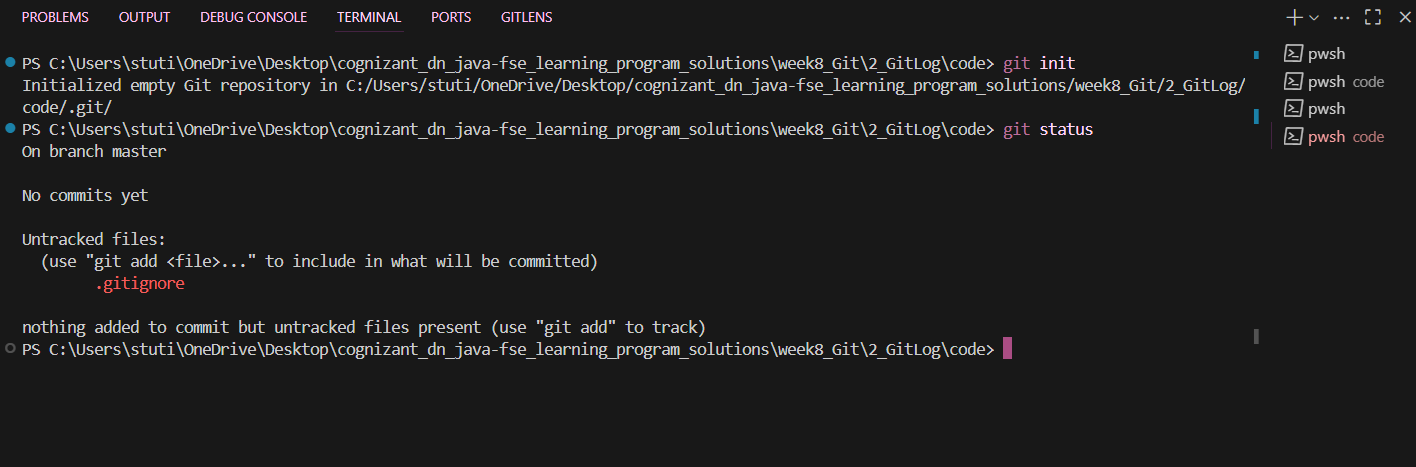 PROBLEMS OUTPUT DEBUG CONSOLE TERMINAL PORTS GITLENS
PS C:\Users\stuti\OneDrive\Desktop\cognizant_dn_java-fse_learning_program_solutions\week8_Git\2_GitLog\code> git init
Initialized empty Git repository in C:/Users/stuti/OneDrive/Desktop/cognizant_dn_java-fse_learning_program_solutions/week8_Git/2_GitLog/
code/.git/
PS C:\Users\stuti\OneDrive\Desktop\cognizant_dn_java-fse_learning_program_solutions\week8_Git\2_GitLog\code> git status
On branch master
No commits yet
Untracked files:
(use "git add <file>..." to include in what will be committed)
.gitignore
nothing added to commit but untracked files present (use "git add" to track)
PS C:\Users\stuti\OneDrive\Desktop\cognizant_dn_java-fse_learning_program_solutions\week8_Git\2_GitLog\code>
pwsh
pwsh code
pwsh
pwsh code